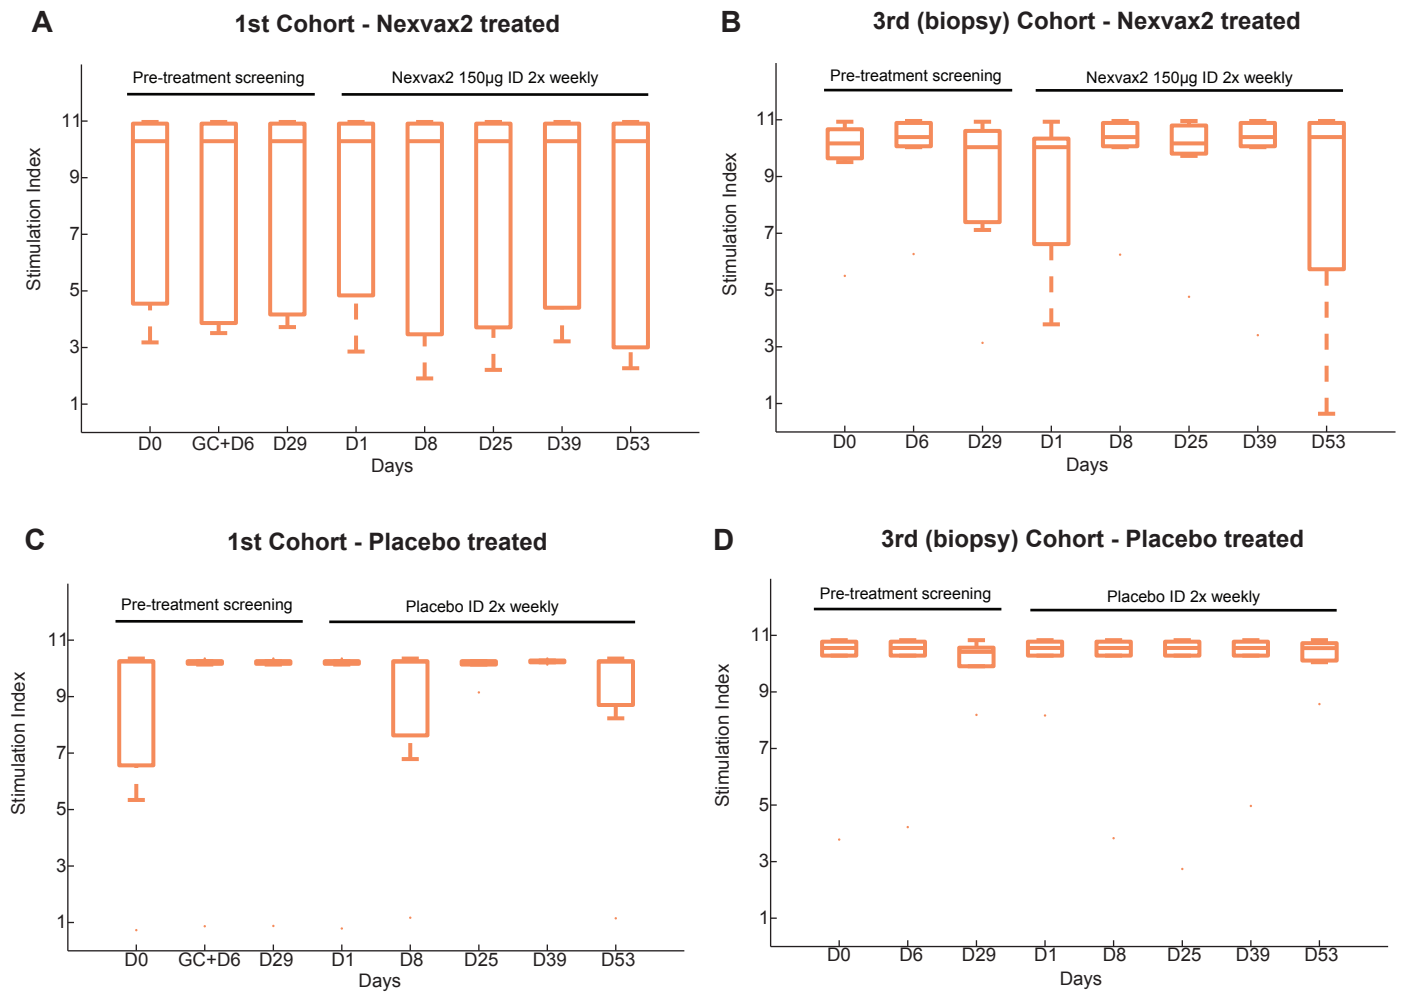 A
1st Cohort - Nexvax2 treated
Pre-treatment screening
Nexvax2 150µg ID 2x weekly
Stimulation Index
11
9
7
5
3
1
D0 GC+D6 D29 D1 D8 D25 D39 D53
Days
B
3rd (biopsy) Cohort - Nexvax2 treated
Pre-treatment screening
Nexvax2 150µg ID 2x weekly
Stimulation Index
11
9
7
5
3
1
D0 D6 D29 D1 D8 D25 D39 D53
Days
C
1st Cohort - Placebo treated
Pre-treatment screening
Placebo ID 2x weekly
Stimulation Index
11
9
7
5
3
1
D0 GC+D6 D29 D1 D8 D25 D39 D53
Days
D
3rd (biopsy) Cohort - Placebo treated
Pre-treatment screening
Placebo ID 2x weekly
Stimulation Index
11
9
7
5
3
1
D0 D6 D29 D1 D8 D25 D39 D53
Days